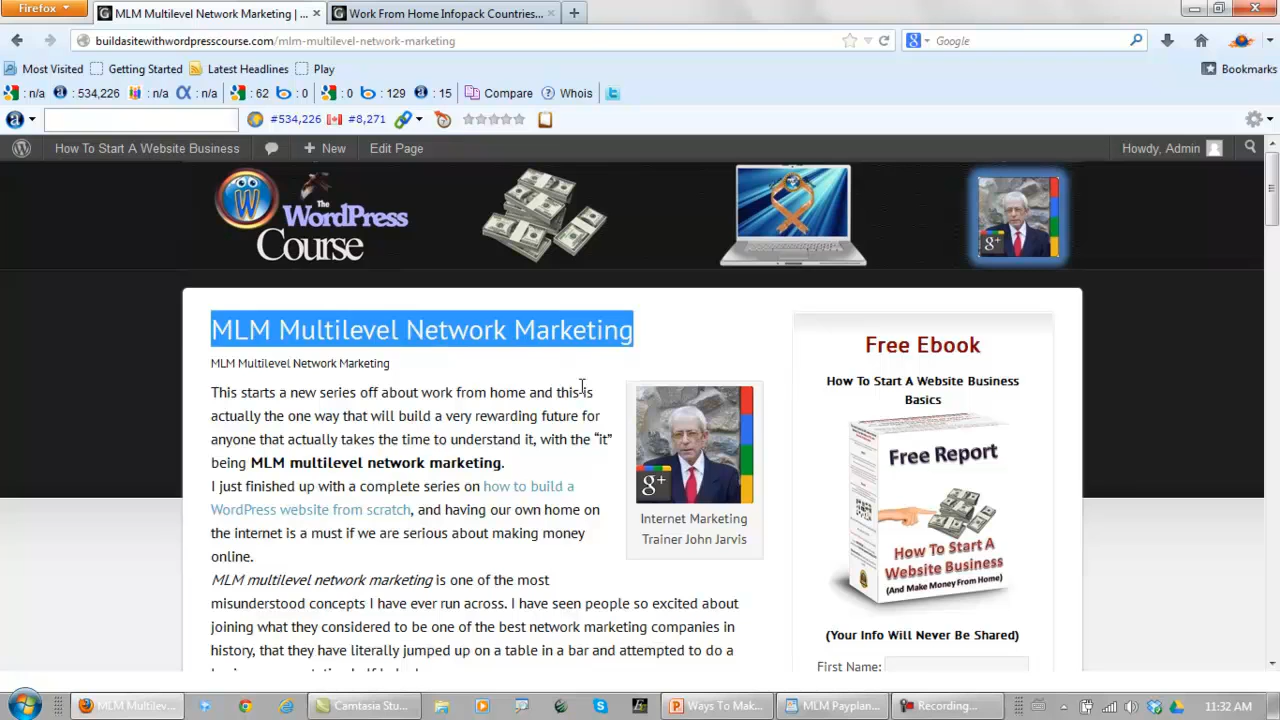 Firefox
MLM Multilevel Network Marketing | ...
Work From Home Infopack Countries...
buildasitewithwordpresscourse.com/mlm-multilevel-network-marketing
Google
Most Visited
Getting Started
Latest Headlines
Play
Bookmarks
: n/a
: 534,226
: n/a
: n/a
: 62
: 0
: 0
: 129
: 15
Compare
Whois
#534,226
#8,271
How To Start A Website Business
New
Edit Page
Howdy, Admin
The
WordPress
Course
g+
MLM Multilevel Network Marketing
MLM Multilevel Network Marketing
This starts a new series off about work from home and this is
actually the one way that will build a very rewarding future for
anyone that actually takes the time to understand it, with the “it”
being MLM multilevel network marketing.
I just finished up with a complete series on how to build a
WordPress website from scratch, and having our own home on
the internet is a must if we are serious about making money
online.
MLM multilevel network marketing is one of the most
misunderstood concepts I have ever run across. I have seen people so excited about
joining what they considered to be one of the best network marketing companies in
history, that they have literally jumped up on a table in a bar and attempted to do a
g+
Internet Marketing
Trainer John Jarvis
Free Ebook
How To Start A Website Business
Basics
Free Report
How To Start A
Website Business
(And Make Money From Home)
(Your Info Will Never Be Shared)
First Name:
MLM Multilev...
Camtasia Stu...
Ways To Mak...
MLM Payplan...
Recording...
11:32 AM